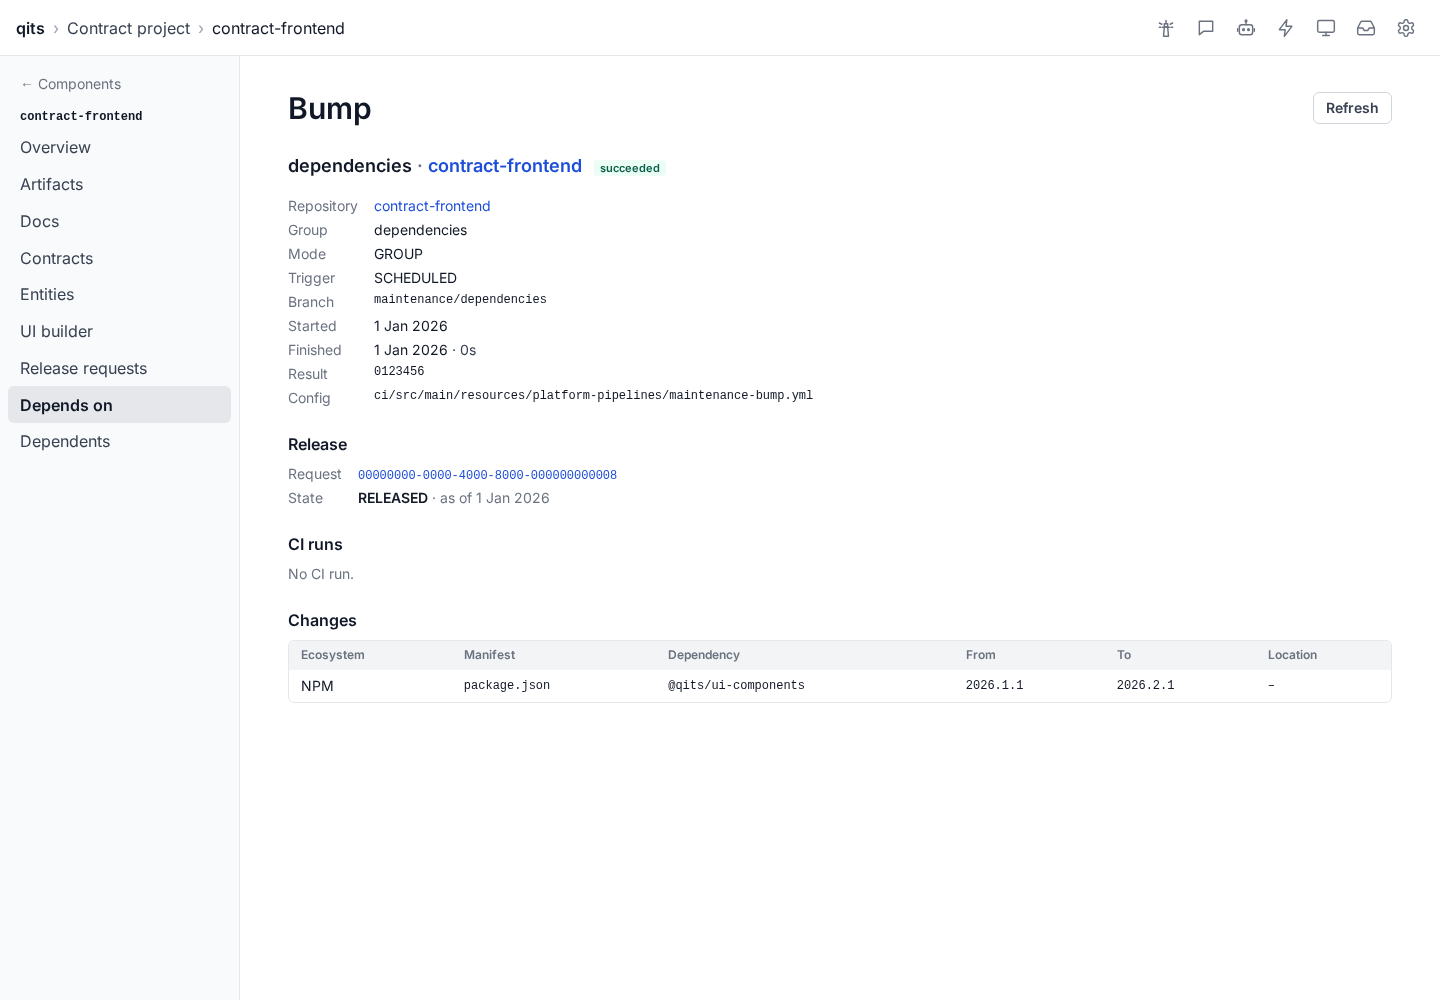 qits › Contract project › contract-frontend
← Components
contract-frontend
Overview
Artifacts
Docs
Contracts
Entities
UI builder
Release requests
Depends on
Dependents
Bump
Refresh
dependencies · contract-frontend succeeded
Repository contract-frontend
Group dependencies
Mode GROUP
Trigger SCHEDULED
Branch maintenance/dependencies
Started 1 Jan 2026
Finished 1 Jan 2026 · 0s
Result 0123456
Config ci/src/main/resources/platform-pipelines/maintenance-bump.yml
Release
Request 00000000-0000-4000-8000-000000000008
State RELEASED · as of 1 Jan 2026
CI runs
No CI run.
Changes
Ecosystem Manifest Dependency From To Location
NPM package.json @qits/ui-components 2026.1.1 2026.2.1 –